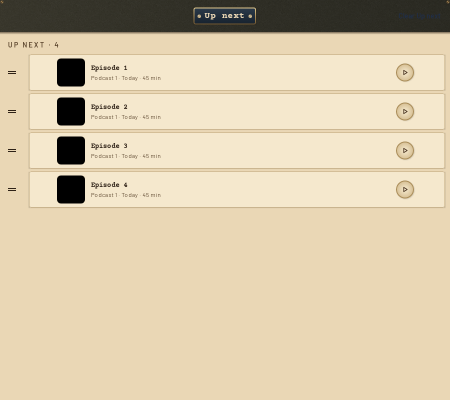 Up next
UP NEXT · 4
Episode 1
Podcast 1 · Today · 45 min
Episode 2
Podcast 1 · Today · 45 min
Episode 3
Podcast 1 · Today · 45 min
Episode 4
Podcast 1 · Today · 45 min